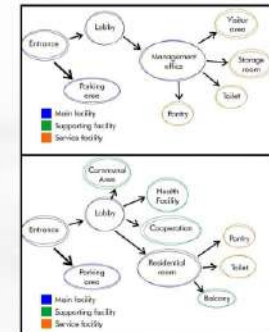 Visitor
area
Lobby
Entrance
Management
office
Storage
room
Parking
area
Toilet
Pantry
Main facility
Supporting facility
Service facility
Communal
Area
Health
Facility
Lobby
Cooperation
Entrance
Pantry
Residential
room
Toilet
Parking
area
Balcony
Main facility
Supporting facility
Service facility